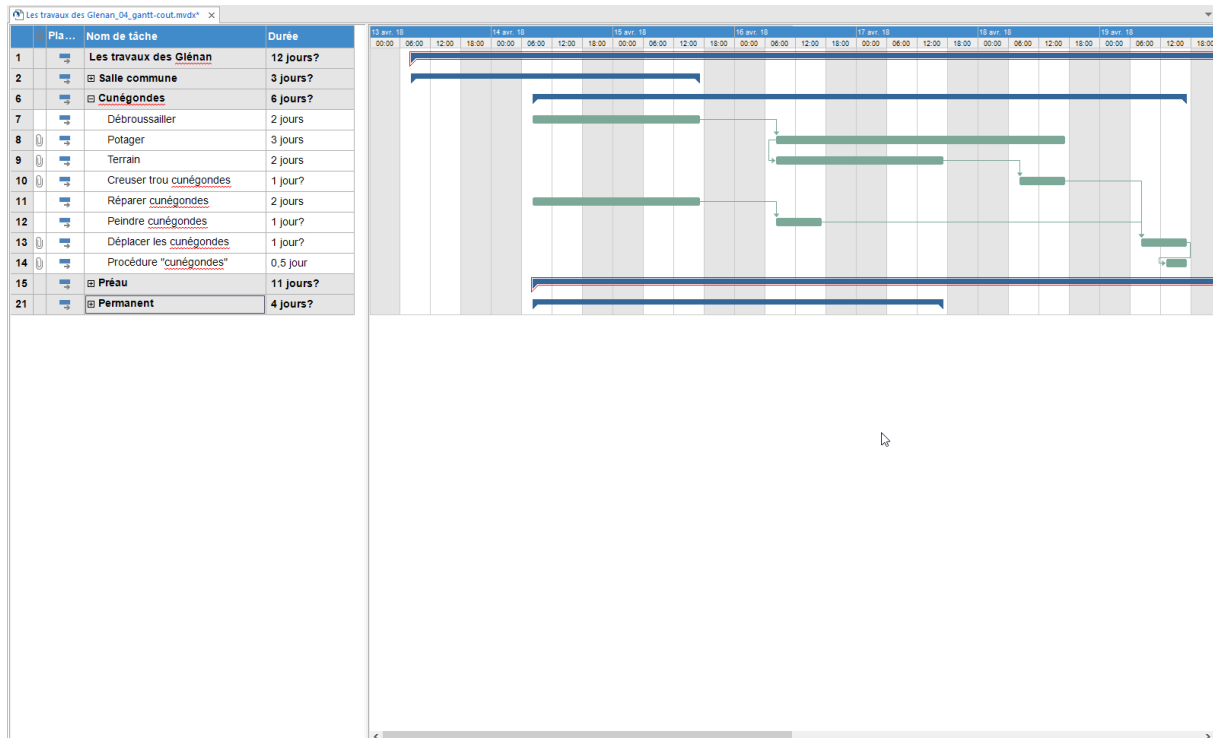 Les travaux des Glenan_04_gantt-cout.mvdx* ×
Pla... Nom de tâche Durée
13 avr. 18 14 avr. 18 15 avr. 18 16 avr. 18 17 avr. 18 18 avr. 18 19 avr. 18
00:00 06:00 12:00 18:00 00:00 06:00 12:00 18:00 00:00 06:00 12:00 18:00 00:00 06:00 12:00 18:00 00:00 06:00 12:00 18:00 00:00 06:00 12:00 18:00 00:00 06:00 12:00 18:00
1 Les travaux des Glénan 12 jours?
2 Salle commune 3 jours?
6 Cunégondes 6 jours?
7 Débroussailler 2 jours
8 Potager 3 jours
9 Terrain 2 jours
10 Creuser trou cunégondes 1 jour?
11 Réparer cunégondes 2 jours
12 Peindre cunégondes 1 jour?
13 Déplacer les cunégondes 1 jour?
14 Procédure "cunégondes" 0,5 jour
15 Préau 11 jours?
21 Permanent 4 jours?